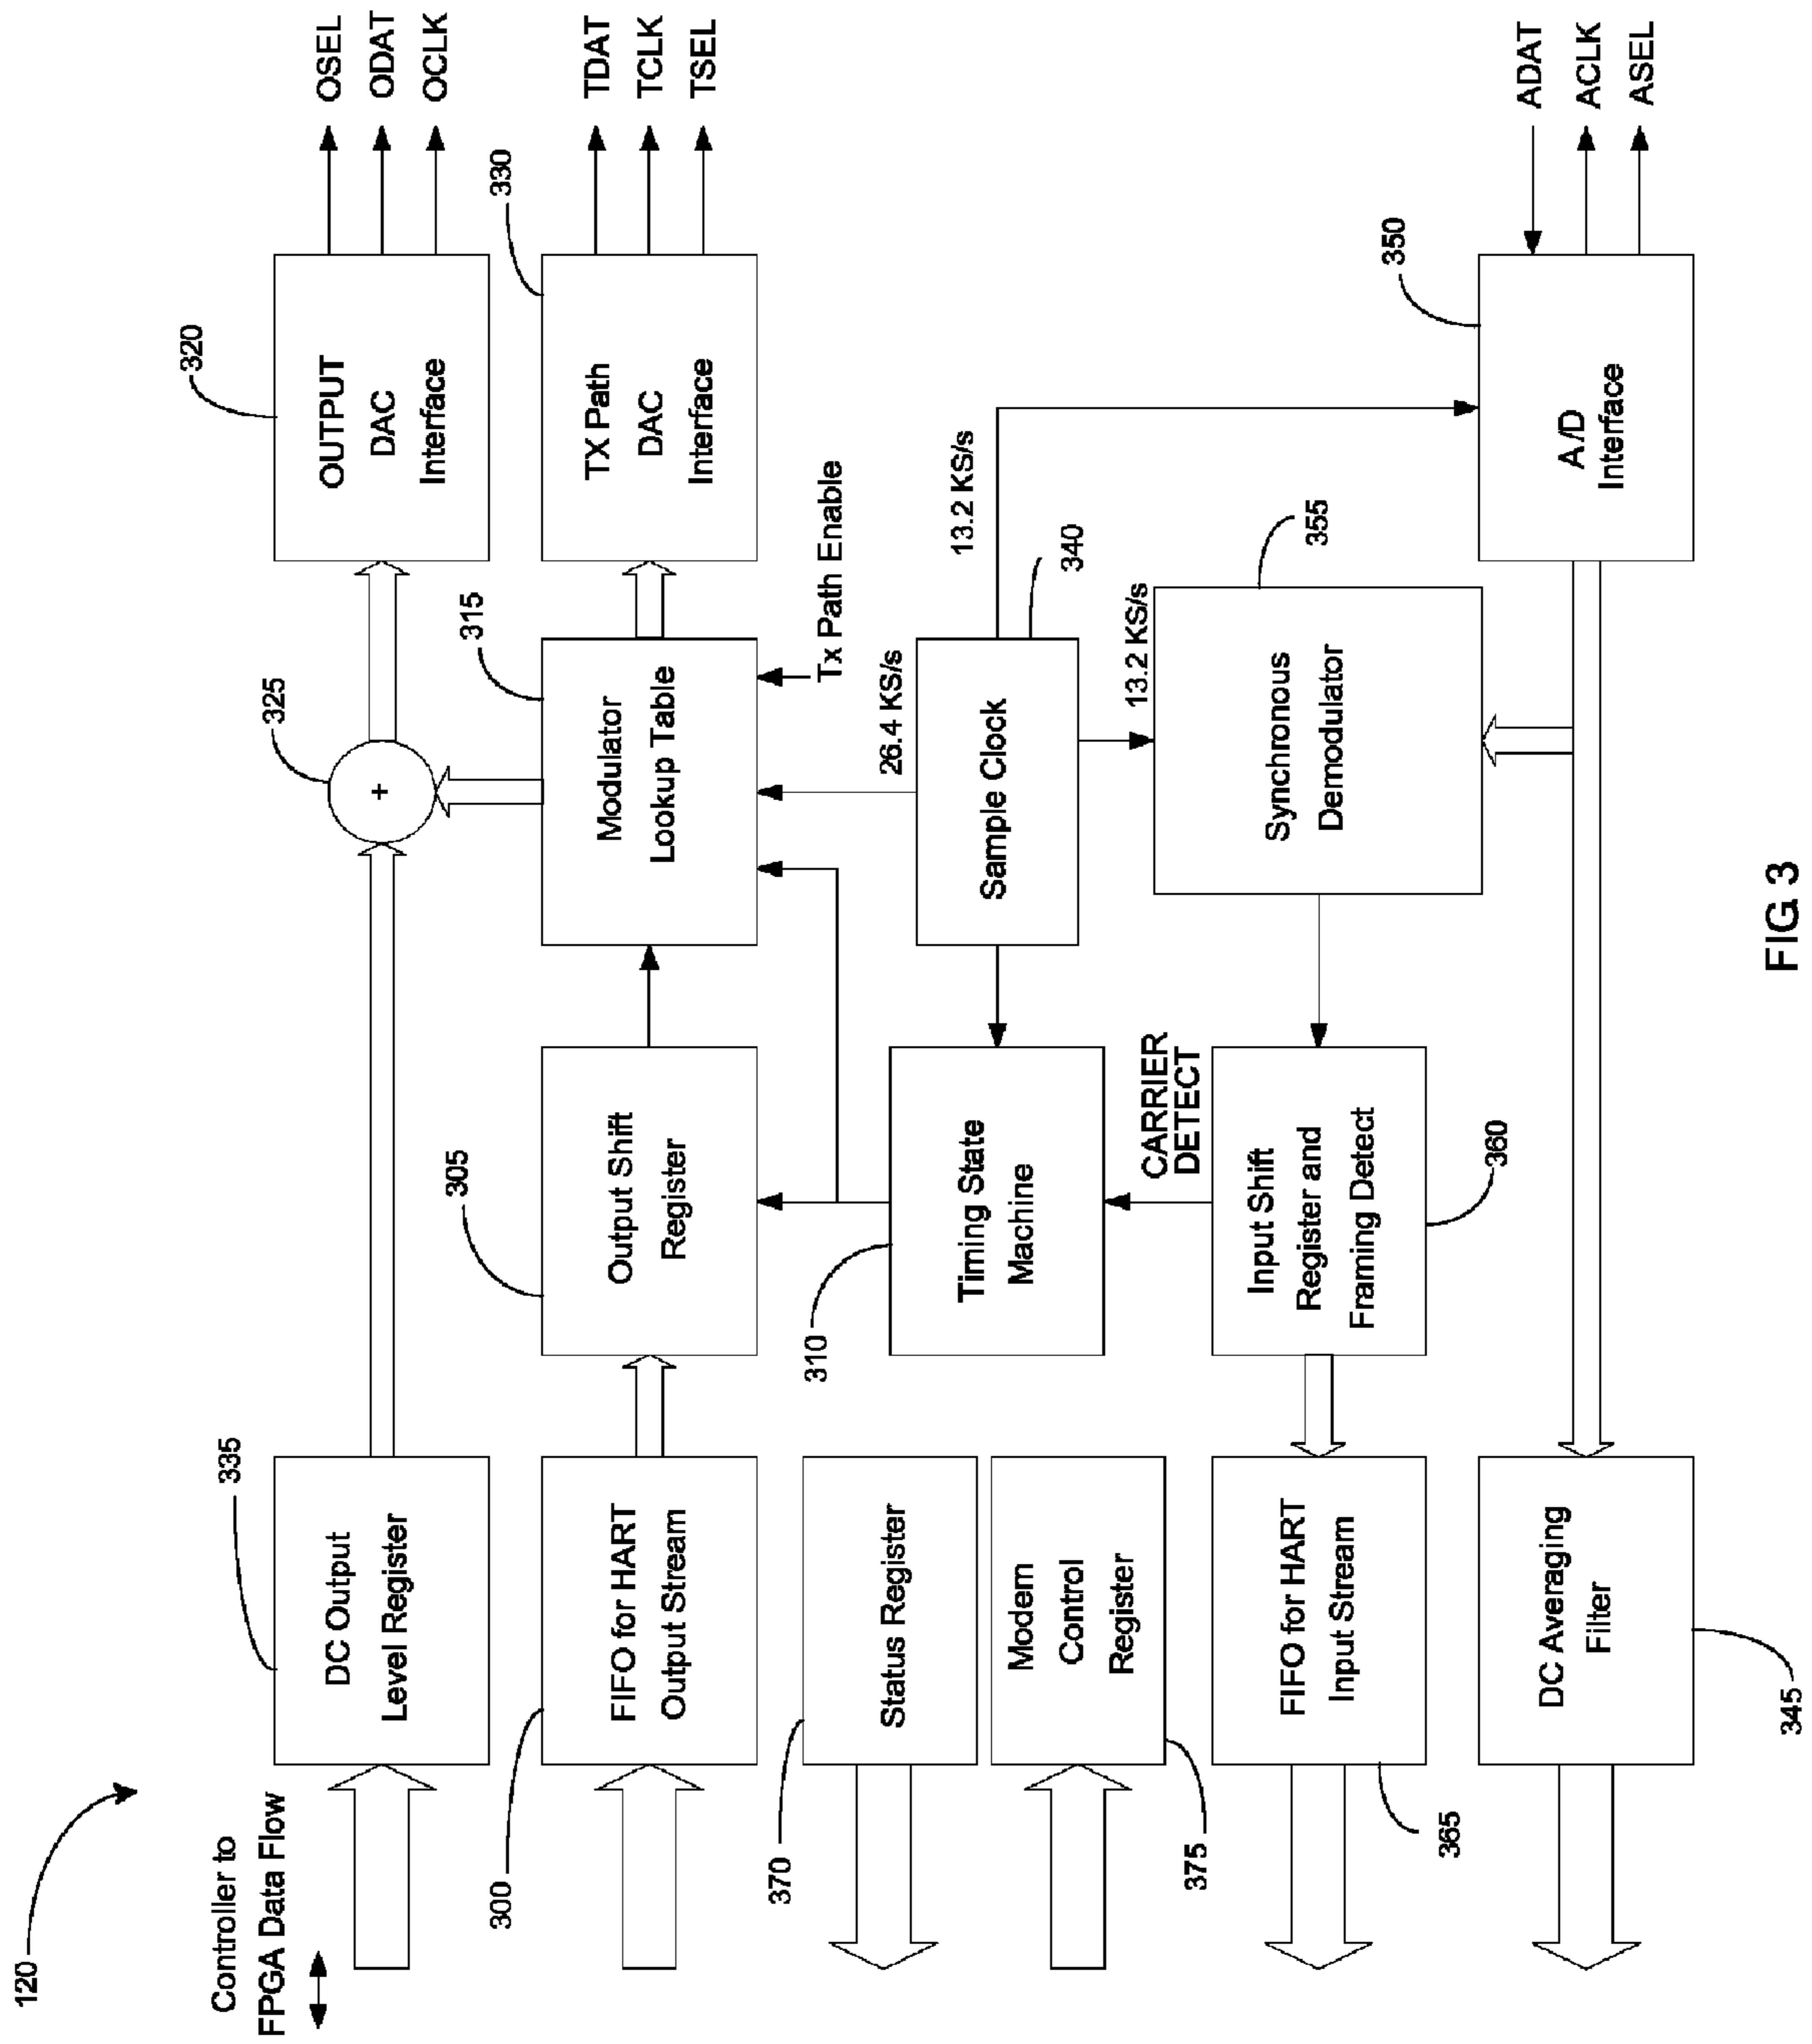 120
Controller to
FPGA Data Flow
335
DC Output
Level Register
325
+
320
OUTPUT
DAC
Interface
OSEL
ODAT
OCLK
300
FIFO for HART
Output Stream
305
Output Shift
Register
315
Modulator
Lookup Table
Tx Path Enable
330
TX Path
DAC
Interface
TDAT
TCLK
TSEL
370
Status Register
375
Modem
Control
Register
310
Timing State
Machine
CARRIER
DETECT
26.4 KS/s
Sample Clock
340
13.2 KS/s
13.2 KS/s
365
FIFO for HART
Input Stream
360
Input Shift
Register and
Framing Detect
355
Synchronous
Demodulator
345
DC Averaging
Filter
350
A/D
Interface
ADAT
ACLK
ASEL
FIG 3